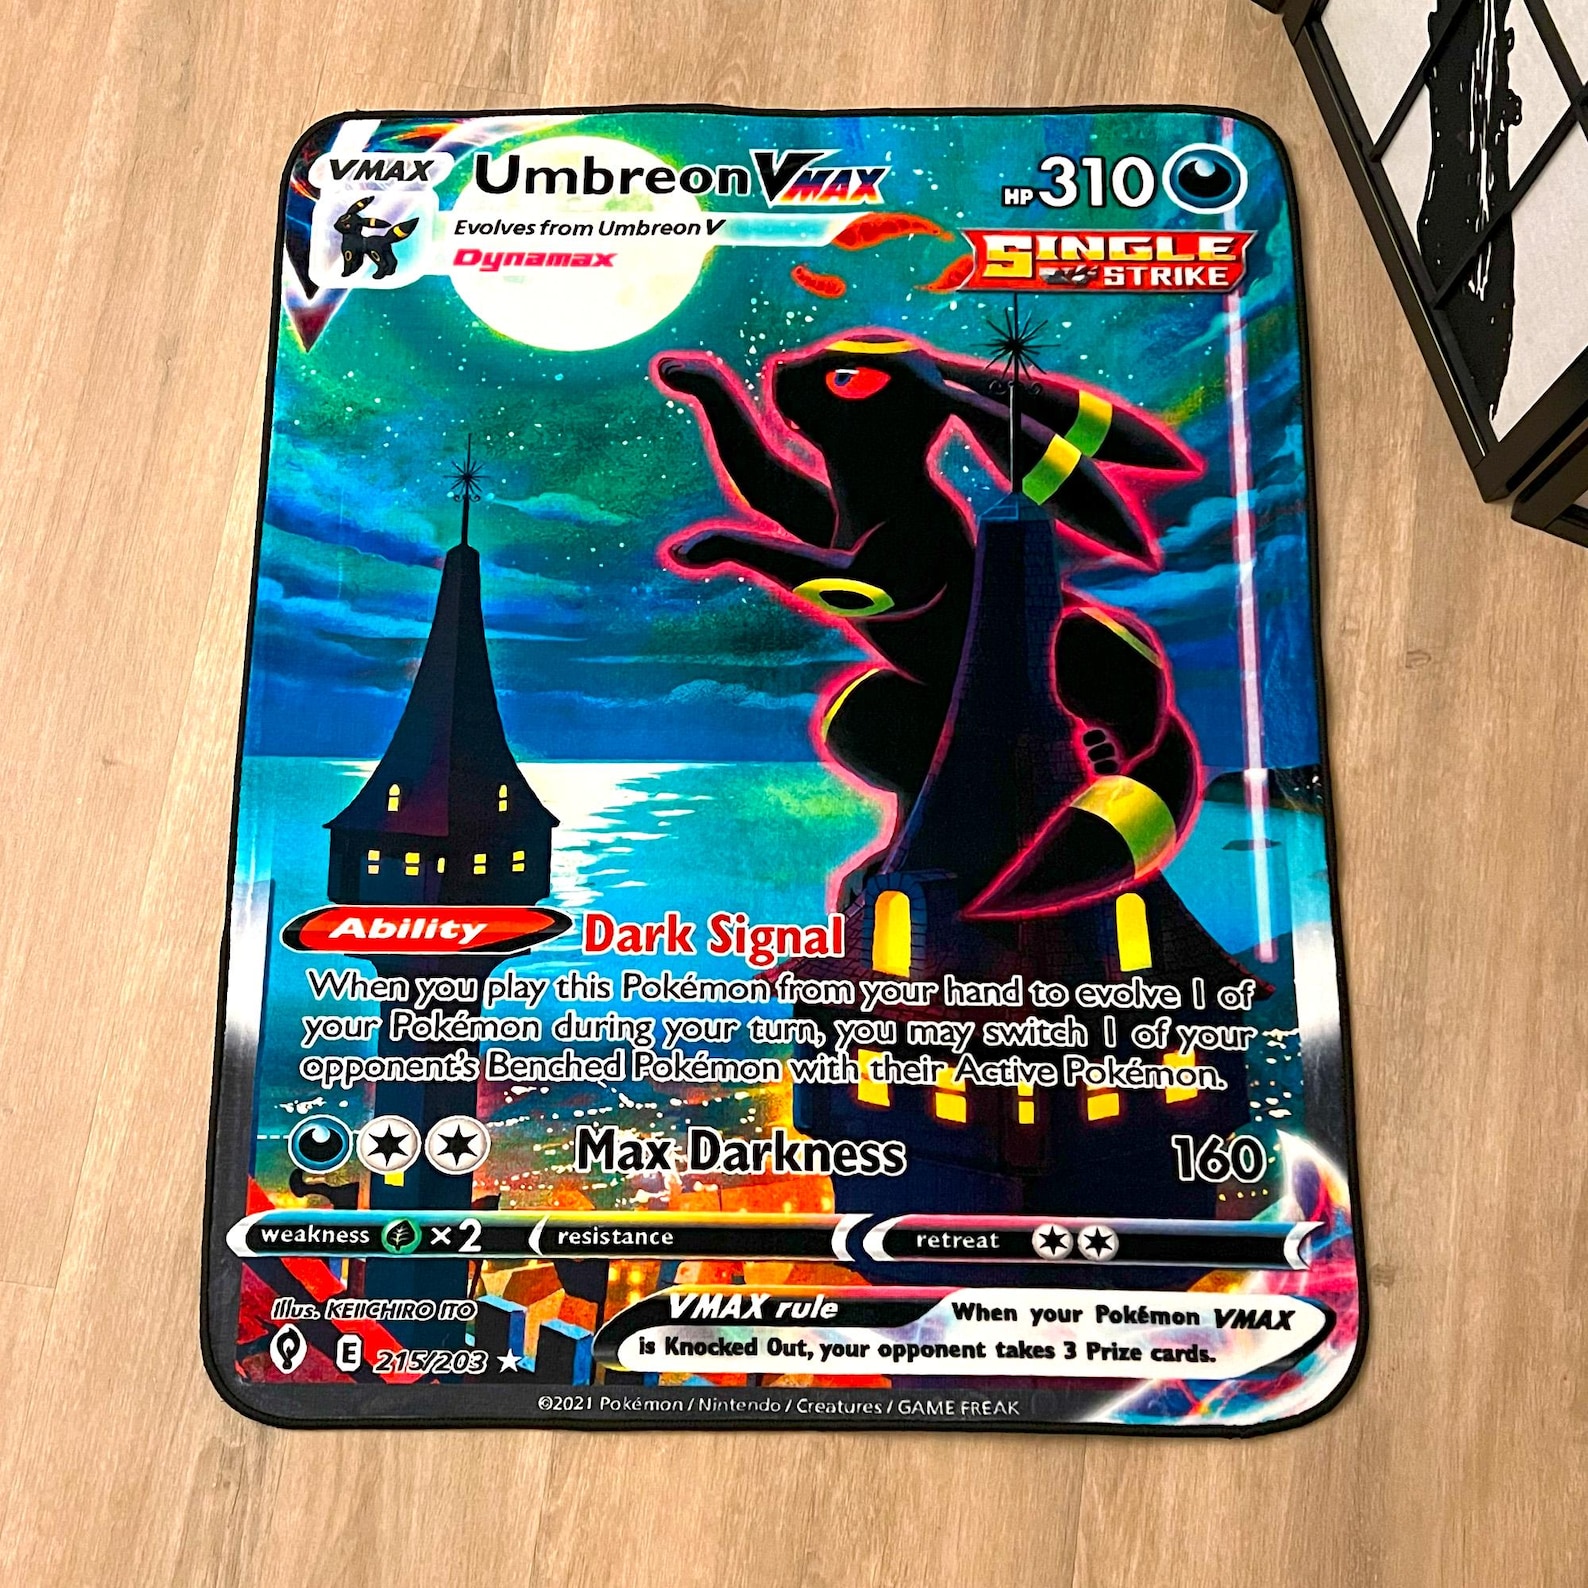 VMAX
Umbreon VMAX
HP 310
Evolves from Umbreon V
Dynamax
SINGLE
STRIKE
Ability Dark Signal
When you play this Pokémon from your hand to evolve 1 of
your Pokémon during your turn, you may switch 1 of your
opponent's Benched Pokémon with their Active Pokémon.
Max Darkness 160
weakness ×2 resistance retreat
Illus. KEIICHIRO ITO
VMAX rule When your Pokémon VMAX
is Knocked Out, your opponent takes 3 Prize cards.
E 215/203 ★
©2021 Pokémon / Nintendo / Creatures / GAME FREAK